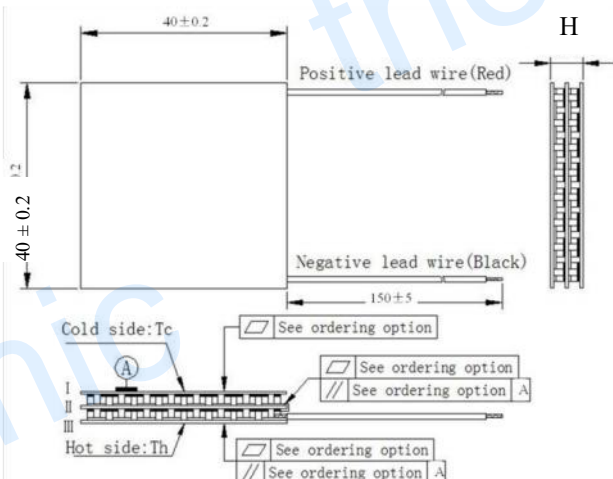 40±0.2
H
Positive lead wire(Red)
40 ± 0.2
Negative lead wire(Black)
150±5
Cold side:Tc
See ordering option
A
See ordering option
// See ordering option A
I
II
III
Hot side:Th
See ordering option
// See ordering option A